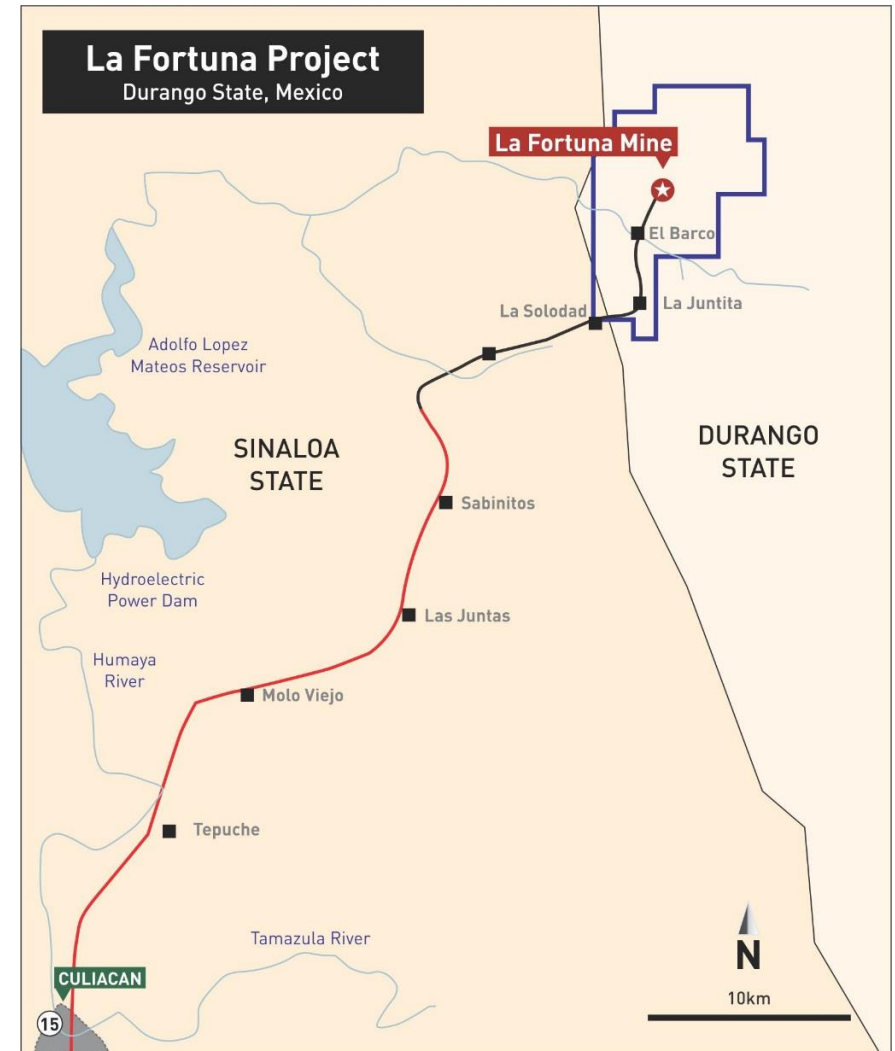 La Fortuna Project
Durango State, Mexico
La Fortuna Mine
El Barco
La Juntita
La Solodad
Adolfo Lopez
Mateos Reservoir
SINALOA
STATE
DURANGO
STATE
Sabinitos
Hydroelectric
Power Dam
Las Juntas
Humaya
River
Molo Viejo
Tepuche
Tamazula River
N
CULIACAN
10km
15